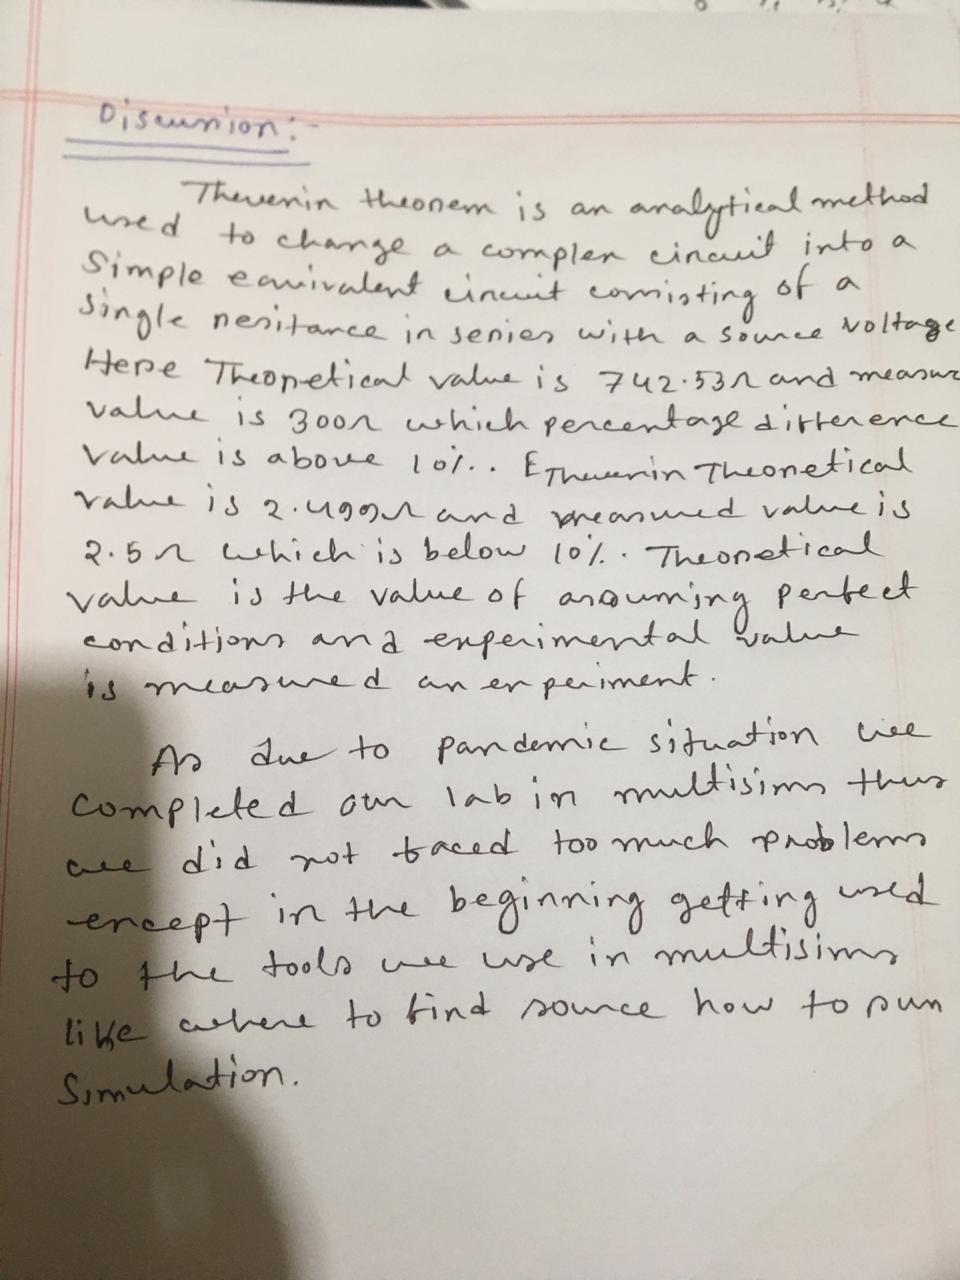 Discussion:-
Thevenin theorem is an analytical method
used to change a complex circuit into a
Simple equivalent circuit consisting of a
single resitance in series with a source voltage
Here Theoretical value is 742.53Ω and measur
value is 300Ω which percentage difference
value is above 10%. EThevenin Theoretical
value is 2.499Ω and measured value is
2.5Ω which is below 10%. Theoretical
value is the value of assuming perfect
conditions and experimental value
is measured an experiment.
As due to pandemic situation we
completed our lab in multisims thus
we did not faced too much problems
except in the beginning getting used
to the tools we use in multisims
like where to find source how to run
Simulation.